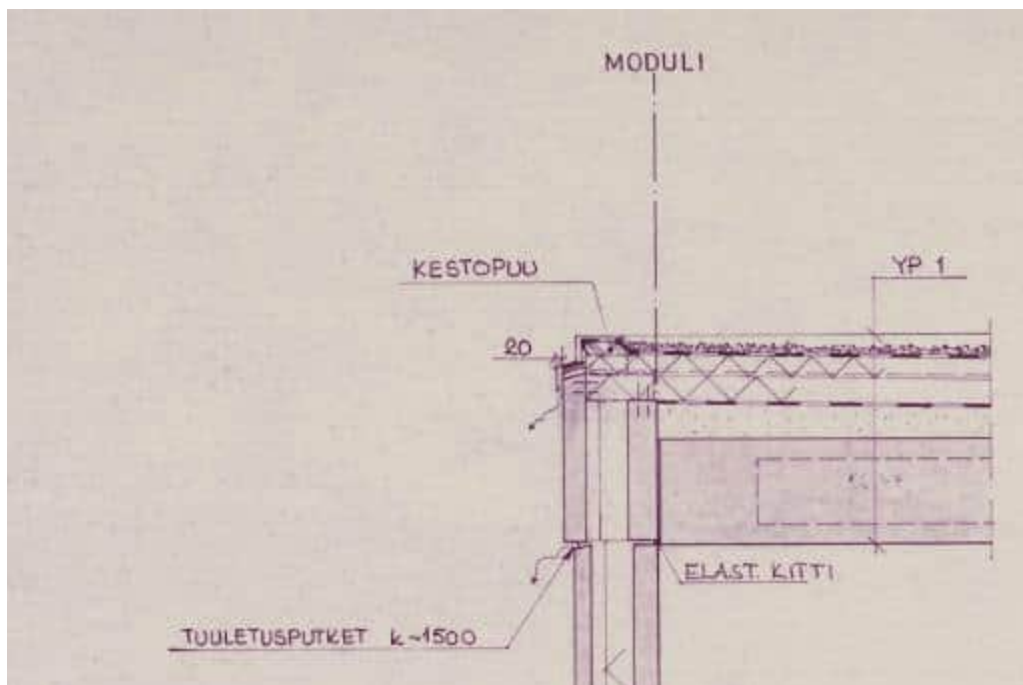 MODULI
KESTOPUU
YP 1
20
ELAST. KITTI
TUULETUSPUTKET k~1500